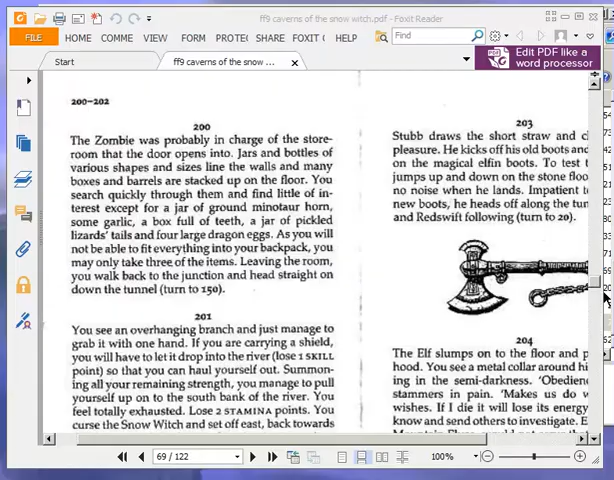 ff9 caverns of the snow witch.pdf - Foxit Reader
FILE HOME COMME VIEW FORM PROTE SHARE FOXIT C HELP Find
Edit PDF like a
word processor
Start ff9 caverns of the snow ...
200-202
200
The Zombie was probably in charge of the store-
room that the door opens into. Jars and bottles of
various shapes and sizes line the walls and many
boxes and barrels are stacked up on the floor. You
search quickly through them and find little of in-
terest except for a jar of ground minotaur horn,
some garlic, a box full of teeth, a jar of pickled
lizards' tails and four large dragon eggs. As you will
not be able to fit everything into your backpack, you
may only take three of the items. Leaving the room,
you walk back to the junction and head straight on
down the tunnel (turn to 150).
201
You see an overhanging branch and just manage to
grab it with one hand. If you are carrying a shield,
you will have to let it drop into the river (lose 1 SKILL
point) so that you can haul yourself out. Summon-
ing all your remaining strength, you manage to pull
yourself up on to the south bank of the river. You
feel totally exhausted. Lose 2 STAMINA points. You
curse the Snow Witch and set off east, back towards
203
Stubb draws the short straw and c
pleasure. He kicks off his old boots and
on the magical elfin boots. To test t
jumps up and down on the stone floo
no noise when he lands. Impatient t
new boots, he heads off along the tun
and Redswift following (turn to 20).
204
The Elf slumps on to the floor and p
hood. You see a metal collar around hi
ing in the semi-darkness. 'Obedienc
stammers in pain. 'Makes us do w
wishes. If I die it will lose its energy
know and send others to investigate. E
69 / 122 100%